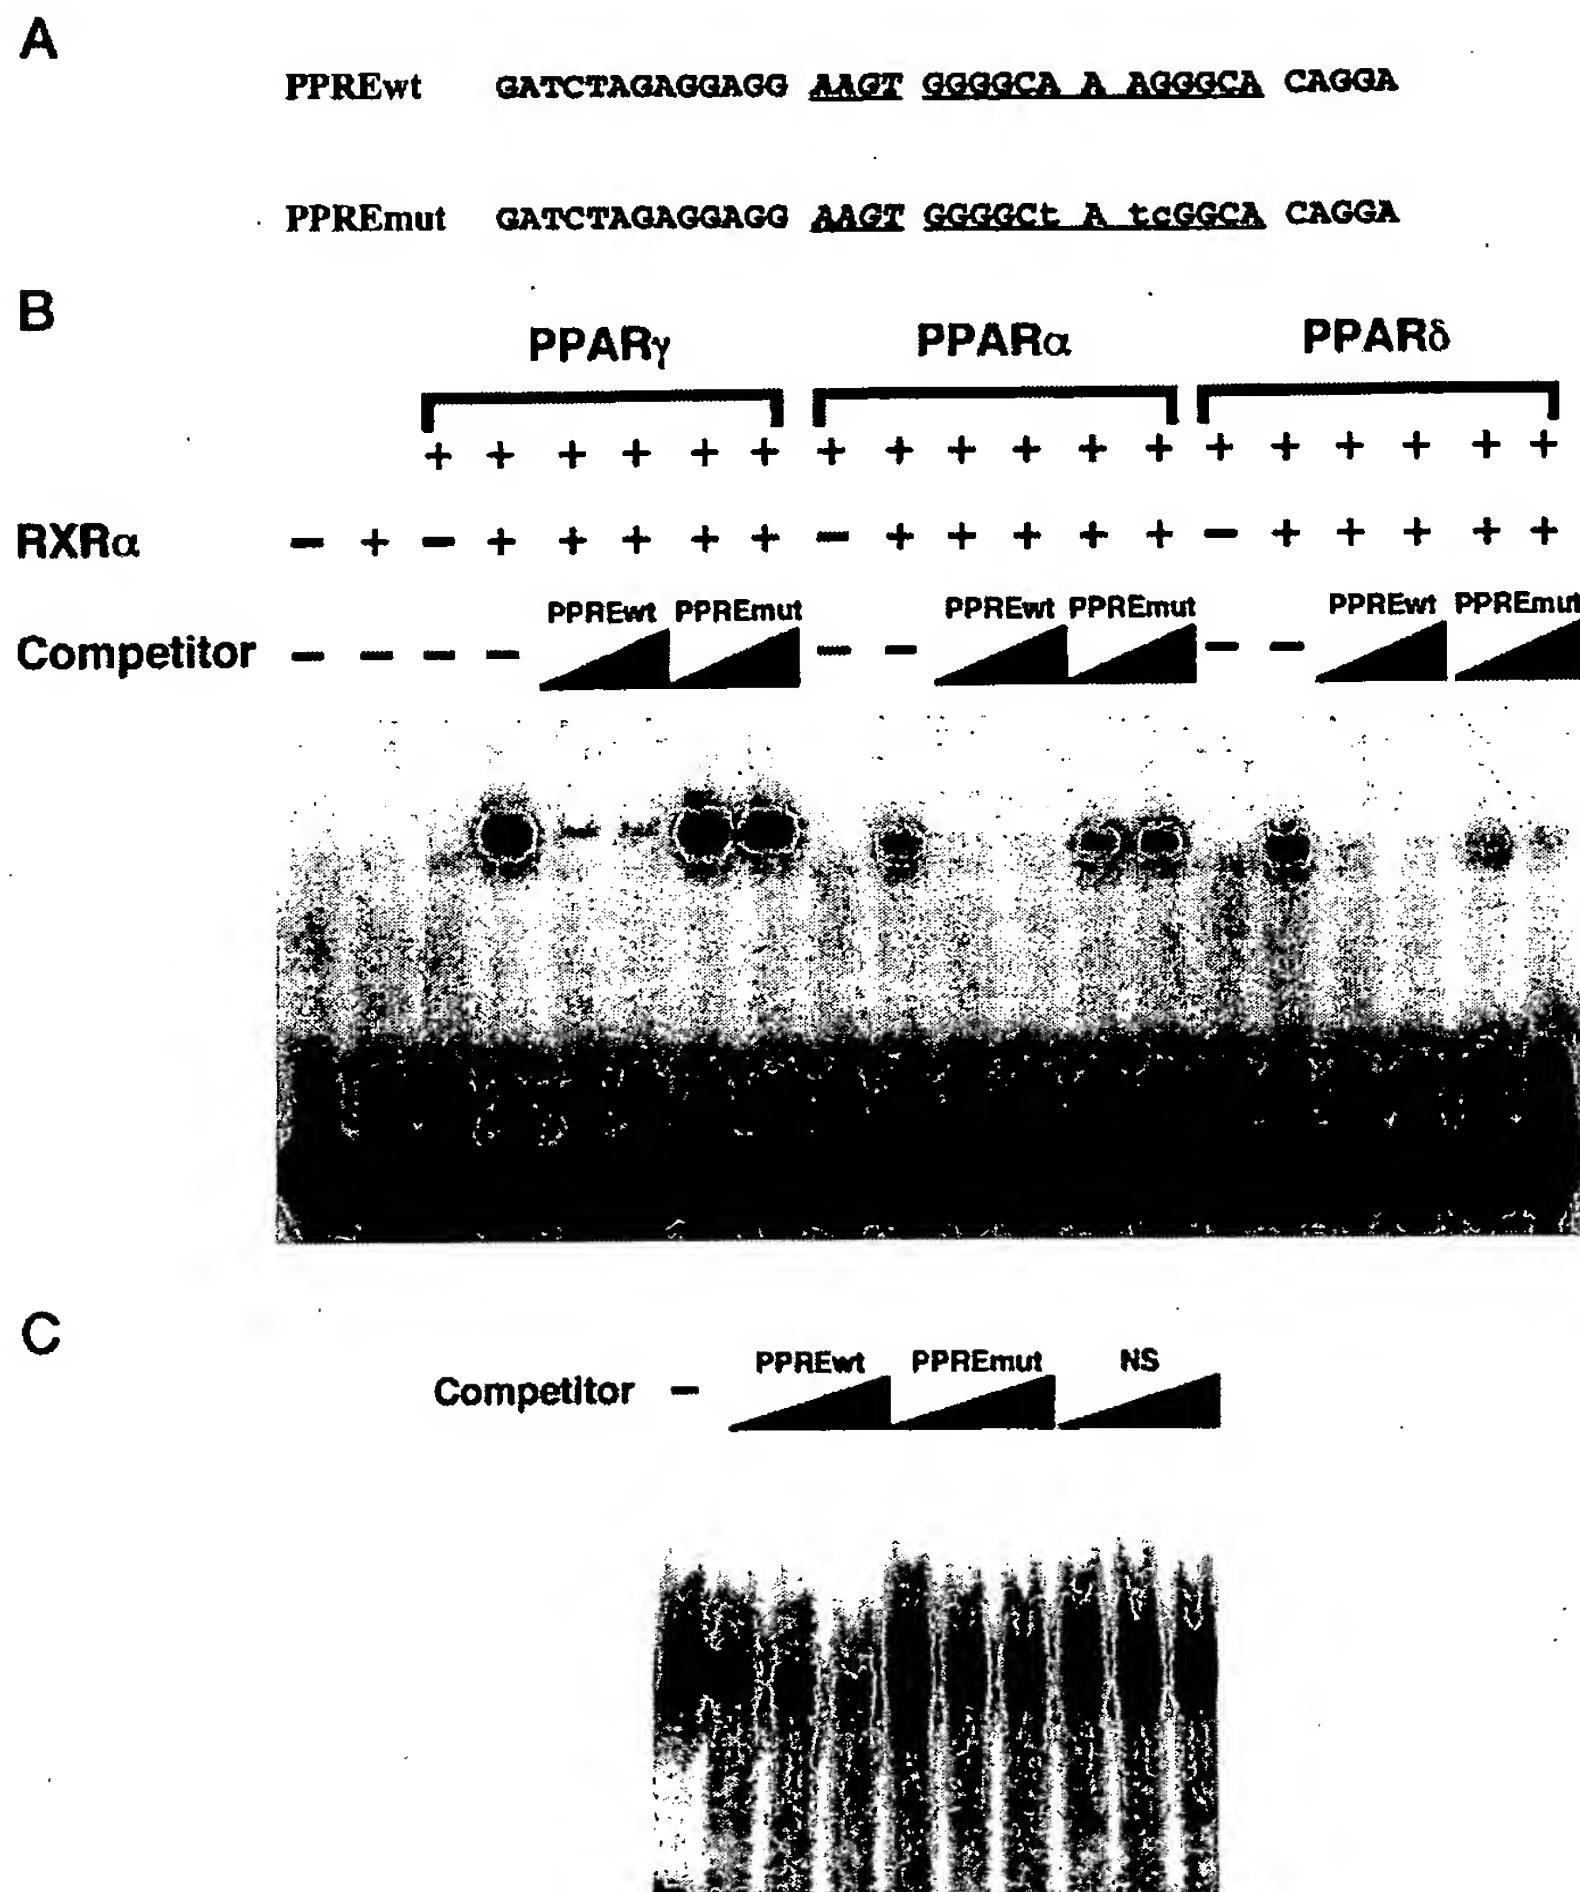 A
PPREwt GATCTAGAGGAGG AAGT GGGGCA A AGGGCA CAGGA
PPREmut GATCTAGAGGAGG AAGT GGGGCt A tcGGCA CAGGA
B
PPARγ PPARα PPARδ
+ + + + + + + + + + + + + + + + + +
RXRα − + − + + + + + − + + + + + − + + + + +
PPREwt PPREmut PPREwt PPREmut PPREwt PPREmut
Competitor − − − − − − − −
C
PPREwt PPREmut NS
Competitor −